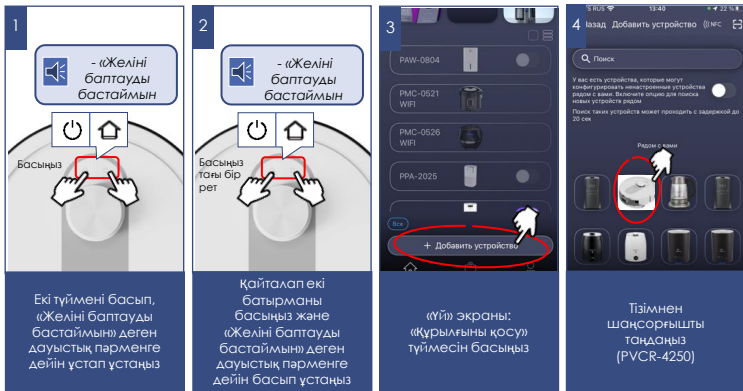 1
- «Желіні
баптауды
бастаймын
Басыңыз
Екі түймені басып,
«Желіні баптауды
бастаймын» деген
дауыстық пәрменге
дейін ұстап ұстаңыз
2
- «Желіні
баптауды
бастаймын
Басыңыз
тағы бір
рет
Қайталап екі
батырманы
басыңыз және
«Желіні баптауды
бастаймын» деген
дауыстық пәрменге
дейін басып ұстаңыз
3
PAW-0804
PMC-0521
WIFI
PMC-0526
WIFI
PPA-2025
Все
+ Добавить устройство
«Үй» экраны:
«Құрылғыны қосу»
түймесін басыңыз
4
S RUS 13:40 22 %
Назад Добавить устройство NFC
Поиск
У вас есть устройства, которые могут
конфигурировать ненастроенные устройства
рядом с вами. Включите опцию для поиска
новых устройств рядом
Поиск таких устройств может проходить с задержкой до
20 сек
Рядом с вами
Тізімнен
шаңсорғышты
таңдаңыз
(PVCR-4250)